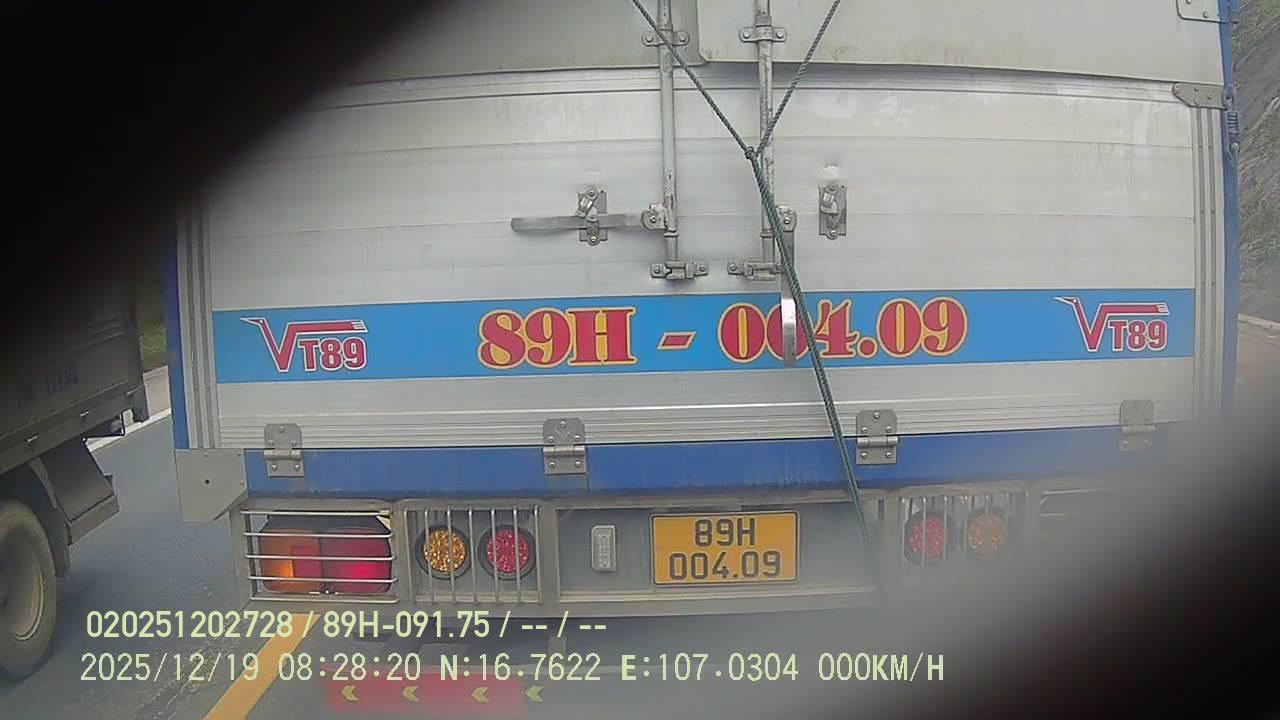 VT89
89H - 004.09
VT89
89H
004.09
020251202728 / 89H-091.75 / -- / --
2025/12/19 08:28:20 N:16.7622 E:107.0304 000KM/H